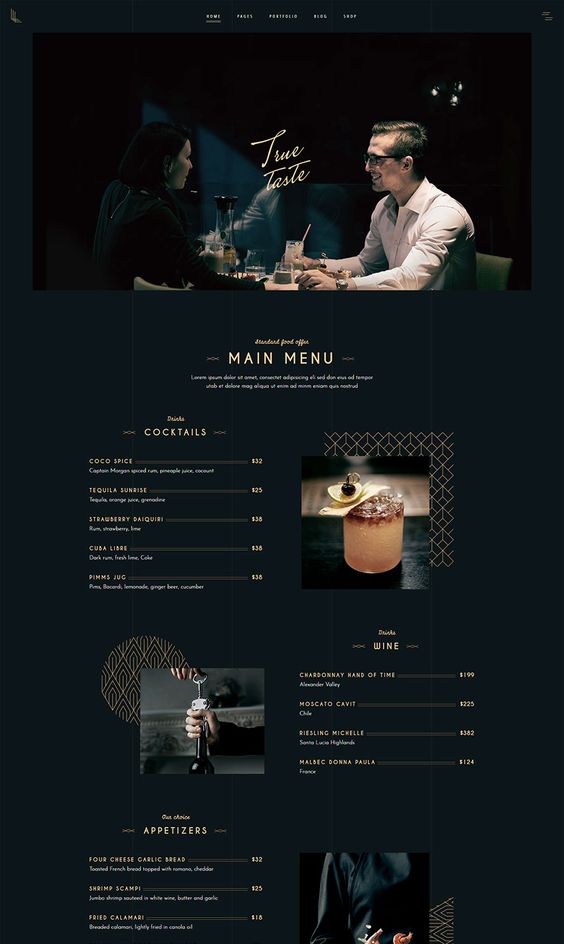 HOME PAGES PORTFOLIO BLOG SHOP
True
taste
Standard food offer
MAIN MENU
Lorem ipsum dolor sit amet, consectet adipisicing eli sed don eius ad tempor
utab et dolore mag aliqua ut enim ad minm eniam quis nostrud
Drinks
COCKTAILS
COCO SPICE $32
Captain Morgan spiced rum, pineapple juice, cocount
TEQUILA SUNRISE $25
Tequila, orange juice, grenadine
STRAWBERRY DAIQUIRI $38
Rum, strawberry, lime
CUBA LIBRE $38
Dark rum, fresh lime, Coke
PIMMS JUG $38
Pims, Bacardi, lemonade, ginger beer, cucumber
Drinks
WINE
CHARDONNAY HAND OF TIME $199
Alexander Valley
MOSCATO CAVIT $225
Chile
RIESLING MICHELLE $382
Santa Lucia Highlands
MALBEC DONNA PAULA $124
France
Our choice
APPETIZERS
FOUR CHEESE GARLIC BREAD $32
Toasted French bread topped with romano, cheddar
SHRIMP SCAMPI $25
Jumbo shrimp sauteed in white wine, butter and garlic
FRIED CALAMARI $18
Breaded calamari, lightly fried in canola oil